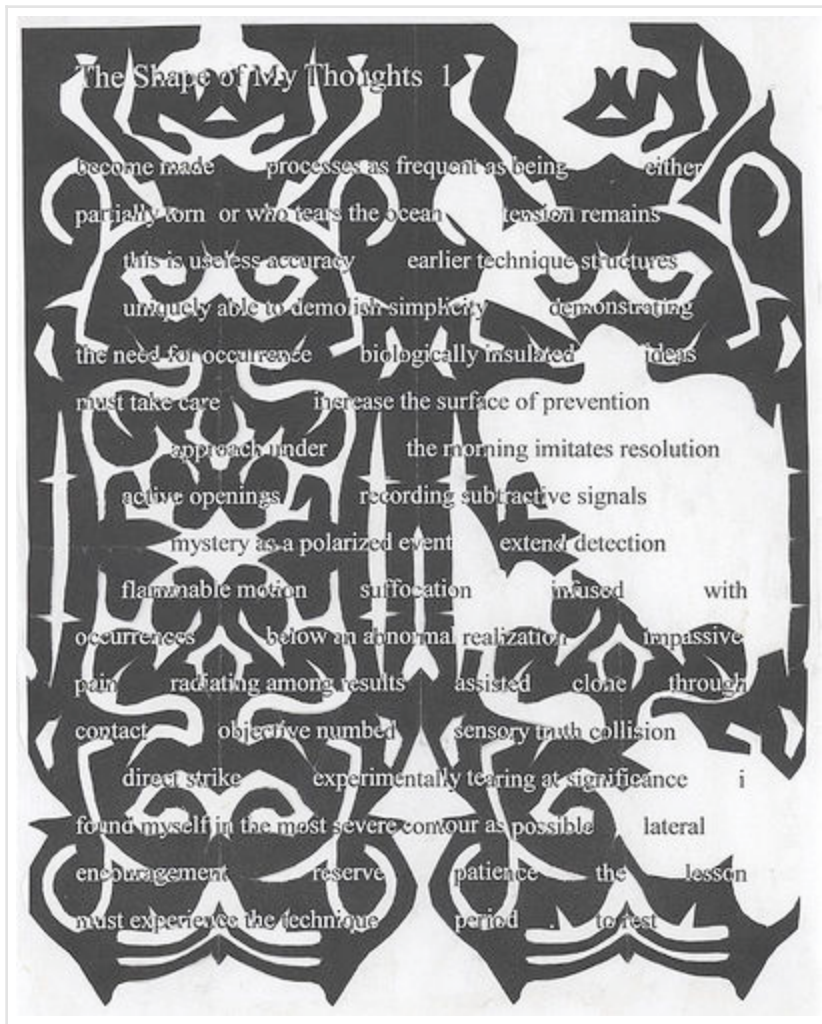 The Shape of My Thoughts 1
become made processes as frequent as being either
partially torn or who tears the ocean tension remains
this is useless accuracy earlier technique structures
uniquely able to demolish simplicity demonstrating
the need for occurrence biologically insulated ideas
must take care increase the surface of prevention
approach under the morning imitates resolution
active openings recording subtractive signals
mystery as a polarized event extend detection
flammable motion suffocation infused with
occurrences below an abnormal realization impassive
pain radiating among results assisted clone through
contact objective numbed sensory truth collision
direct strike experimentally tearing at significance i
found myself in the most severe contour as possible lateral
encouragement reserve patience the lesson
must experience the technique period . to rest